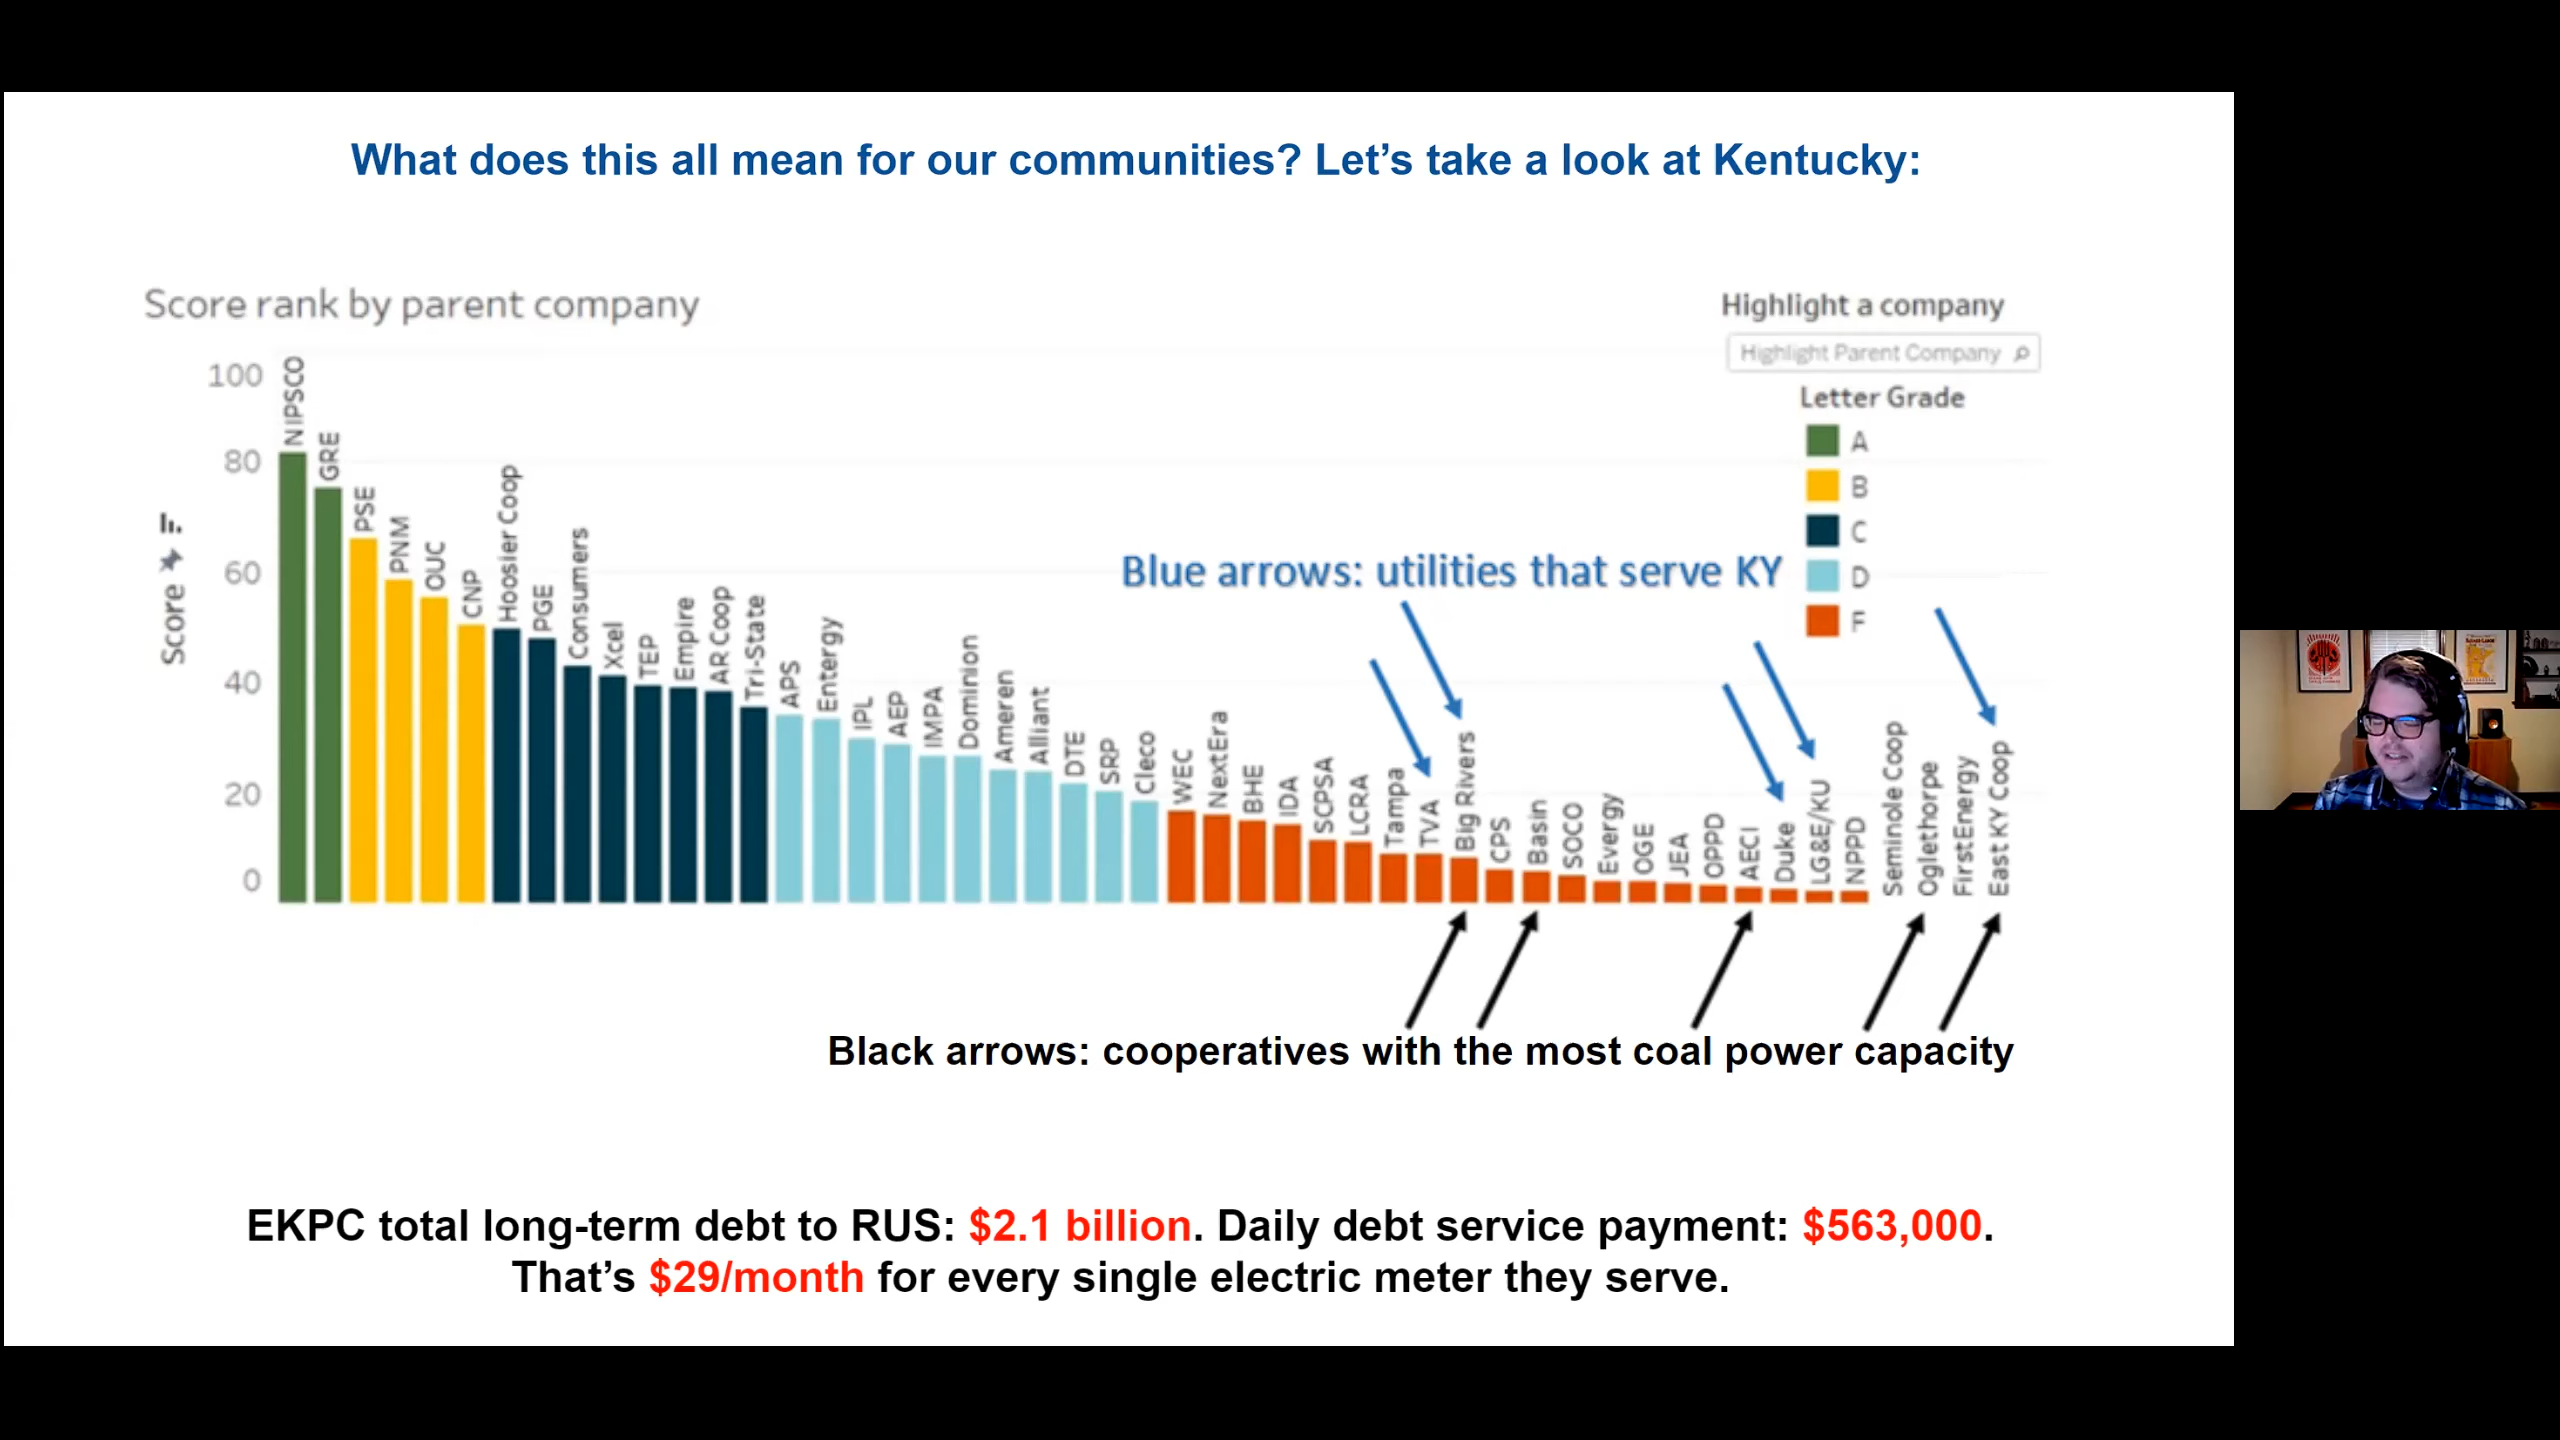 What does this all mean for our communities? Let’s take a look at Kentucky:
Score rank by parent company
Highlight a company
Highlight Parent Company
Letter Grade
A
B
C
D
F
Score
100
80
60
40
20
0
NIPSCO
GRE
PSE
PNM
OUC
CNP
Hoosier Coop
PGE
Consumers
Xcel
TEP
Empire
AR Coop
Tri-State
APS
Entergy
IPL
AEP
IMPA
Dominion
Ameren
Alliant
DTE
SRP
Cleco
WEC
NextEra
BHE
IDA
SCPSA
LCRA
Tampa
TVA
Big Rivers
CPS
Basin
SOCO
Evergy
OGE
JEA
OPPD
AECI
Duke
LG&E/KU
NPPD
Seminole Coop
Oglethorpe
FirstEnergy
East KY Coop
Blue arrows: utilities that serve KY
Black arrows: cooperatives with the most coal power capacity
EKPC total long-term debt to RUS: $2.1 billion. Daily debt service payment: $563,000.
That’s $29/month for every single electric meter they serve.